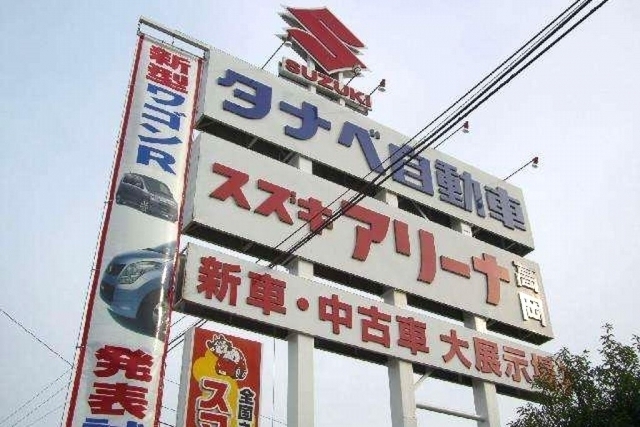 SUZUKI
タナベ自動車
スズキアリーナ高岡
新車・中古車 大展示場
新型ワゴンR
発表
全国